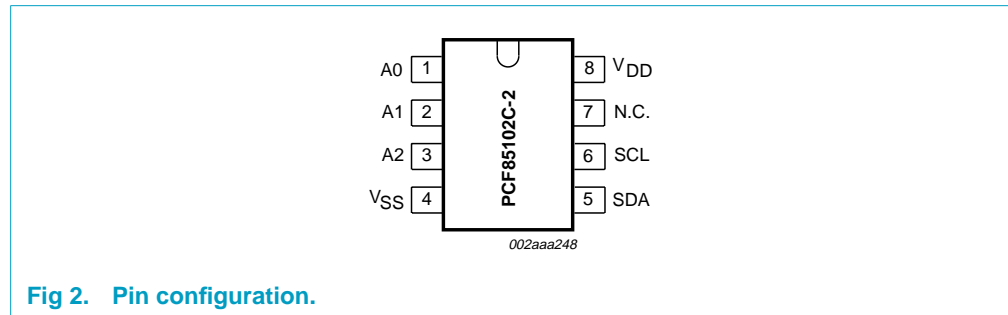 A0 1 8 VDD
A1 2 7 N.C.
A2 3 6 SCL
VSS 4 5 SDA
PCF85102C-2
002aaa248
Fig 2. Pin configuration.